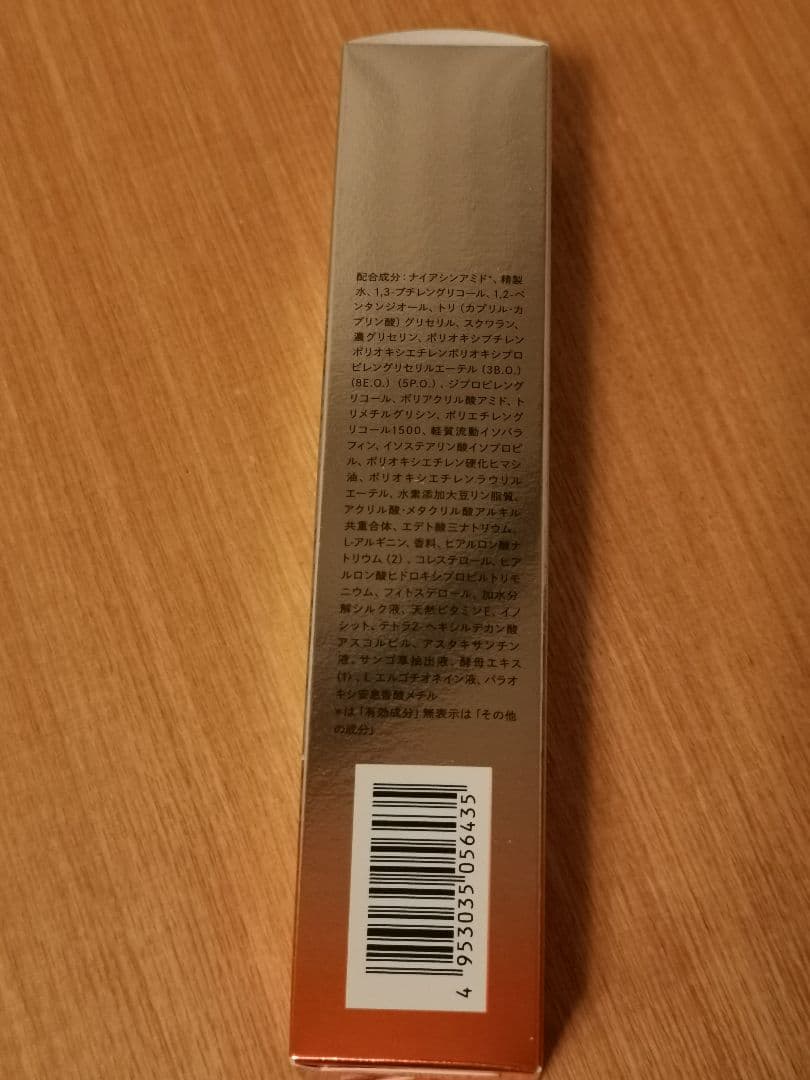 配合成分：ナイアシンアミド*、精製
水、1,3-ブチレングリコール、1,2-ペ
ンタンジオール、トリ（カプリル・カ
プリン酸）グリセリル、スクワラン、
濃グリセリン、ポリオキシブチレン
ポリオキシエチレンポリオキシプロ
ピレングリセリルエーテル（3B.O.）
（8E.O.）（5P.O.）、ジプロピレング
リコール、ポリアクリル酸アミド、ト
リメチルグリシン、ポリエチレング
リコール1500、軽質流動イソパラ
フィン、イソステアリン酸イソプロピ
ル、ポリオキシエチレン硬化ヒマシ
油、ポリオキシエチレンラウリル
エーテル、水素添加大豆リン脂質、
アクリル酸・メタクリル酸アルキル
共重合体、エデト酸三ナトリウム、
L-アルギニン、香料、ヒアルロン酸ナ
トリウム（2）、コレステロール、ヒア
ルロン酸ヒドロキシプロピルトリモ
ニウム、フィトステロール、加水分
解シルク液、天然ビタミンE、イノ
シット、テトラ2-ヘキシルデカン酸
アスコルビル、アスタキサンチン
液、サンゴ草抽出液、酵母エキス
（1）、L-エルゴチオネイン液、パラオ
キシ安息香酸メチル
*は「有効成分」無表示は「その他
の成分」
4 953035 056435